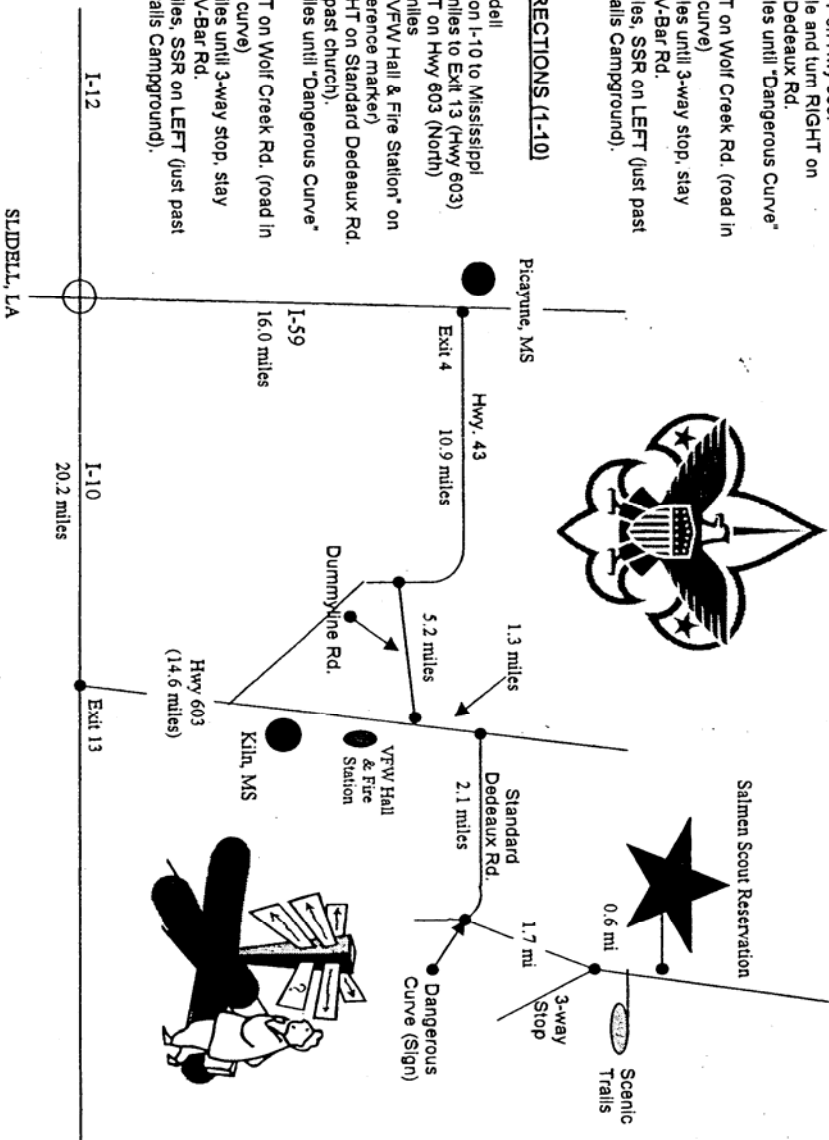 le and turn RIGHT on
Dedeaux Rd.
les until "Dangerous Curve"
T on Wolf Creek Rd. (road in
curve)
les until 3-way stop, stay
V-Bar Rd.
les, SSR on LEFT (just past
ails Campground).
RECTIONS (1-10)
dell
on I-10 to Mississippi
niles to Exit 13 (Hwy 603)
T on Hwy 603 (North)
niles
VFW Hall & Fire Station" on
erence marker)
HT on Standard Dedeaux Rd.
past church).
les until "Dangerous Curve"
T on Wolf Creek Rd. (road in
curve)
les until 3-way stop, stay
V-Bar Rd.
les, SSR on LEFT (just past
ails Campground).
Salmen Scout Reservation
0.6 mi
Scenic
Trails
3-way
Stop
1.7 mi
Dangerous
Curve (Sign)
Standard
Dedeaux Rd.
2.1 miles
1.3 miles
5.2 miles
Picayune, MS
Exit 4
Hwy. 43
10.9 miles
Dummyline Rd.
VFW Hall
& Fire
Station
Kiln, MS
?
I-59
16.0 miles
Hwy 603
(14.6 miles)
I-12
I-10
20.2 miles
Exit 13
SLIDELL, LA